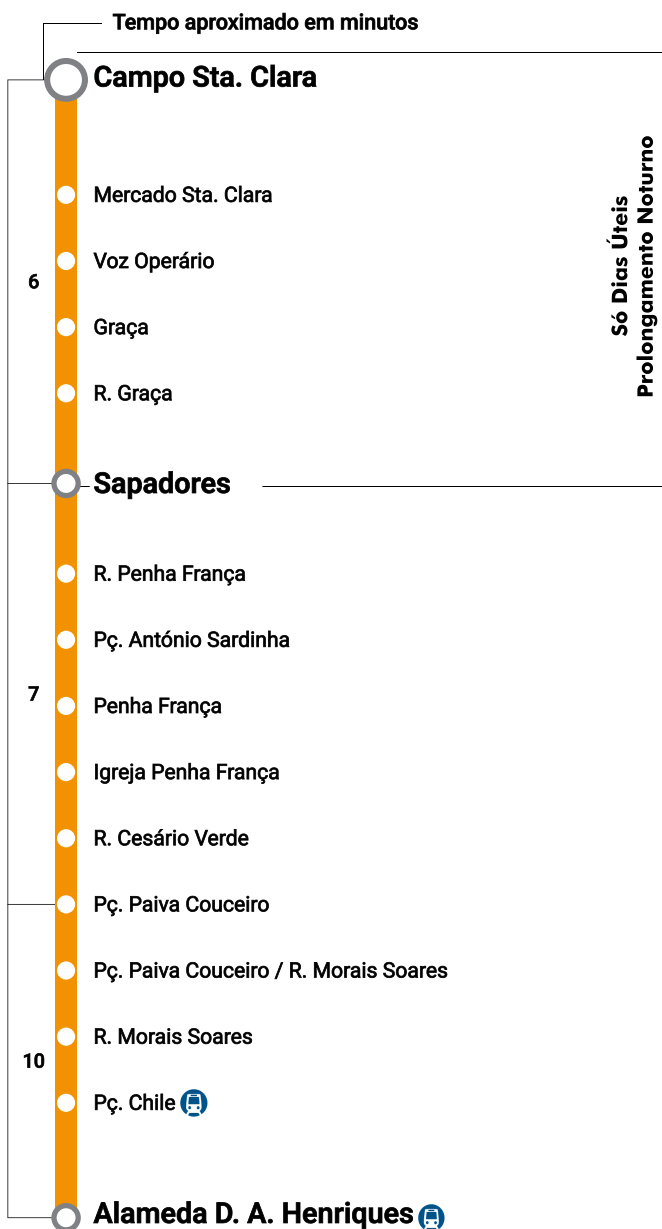 Tempo aproximado em minutos
Campo Sta. Clara
Mercado Sta. Clara
Voz Operário
6
Graça
R. Graça
Só Dias Úteis
Prolongamento Noturno
Sapadores
R. Penha França
Pç. António Sardinha
7
Penha França
Igreja Penha França
R. Cesário Verde
Pç. Paiva Couceiro
Pç. Paiva Couceiro / R. Morais Soares
R. Morais Soares
10
Pç. Chile
Alameda D. A. Henriques